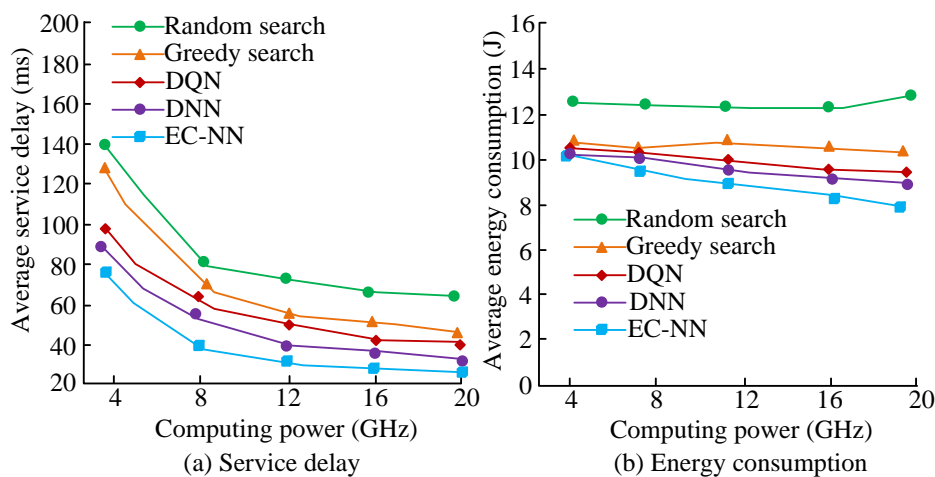 Average service delay (ms)
200
180
160
140
120
100
80
60
40
20
Random search
Greedy search
DQN
DNN
EC-NN
4
8
12
16
20
Computing power (GHz)
(a) Service delay
Average energy consumption (J)
16
14
12
10
8
6
4
2
0
Random search
Greedy search
DQN
DNN
EC-NN
4
8
12
16
20
Computing power (GHz)
(b) Energy consumption